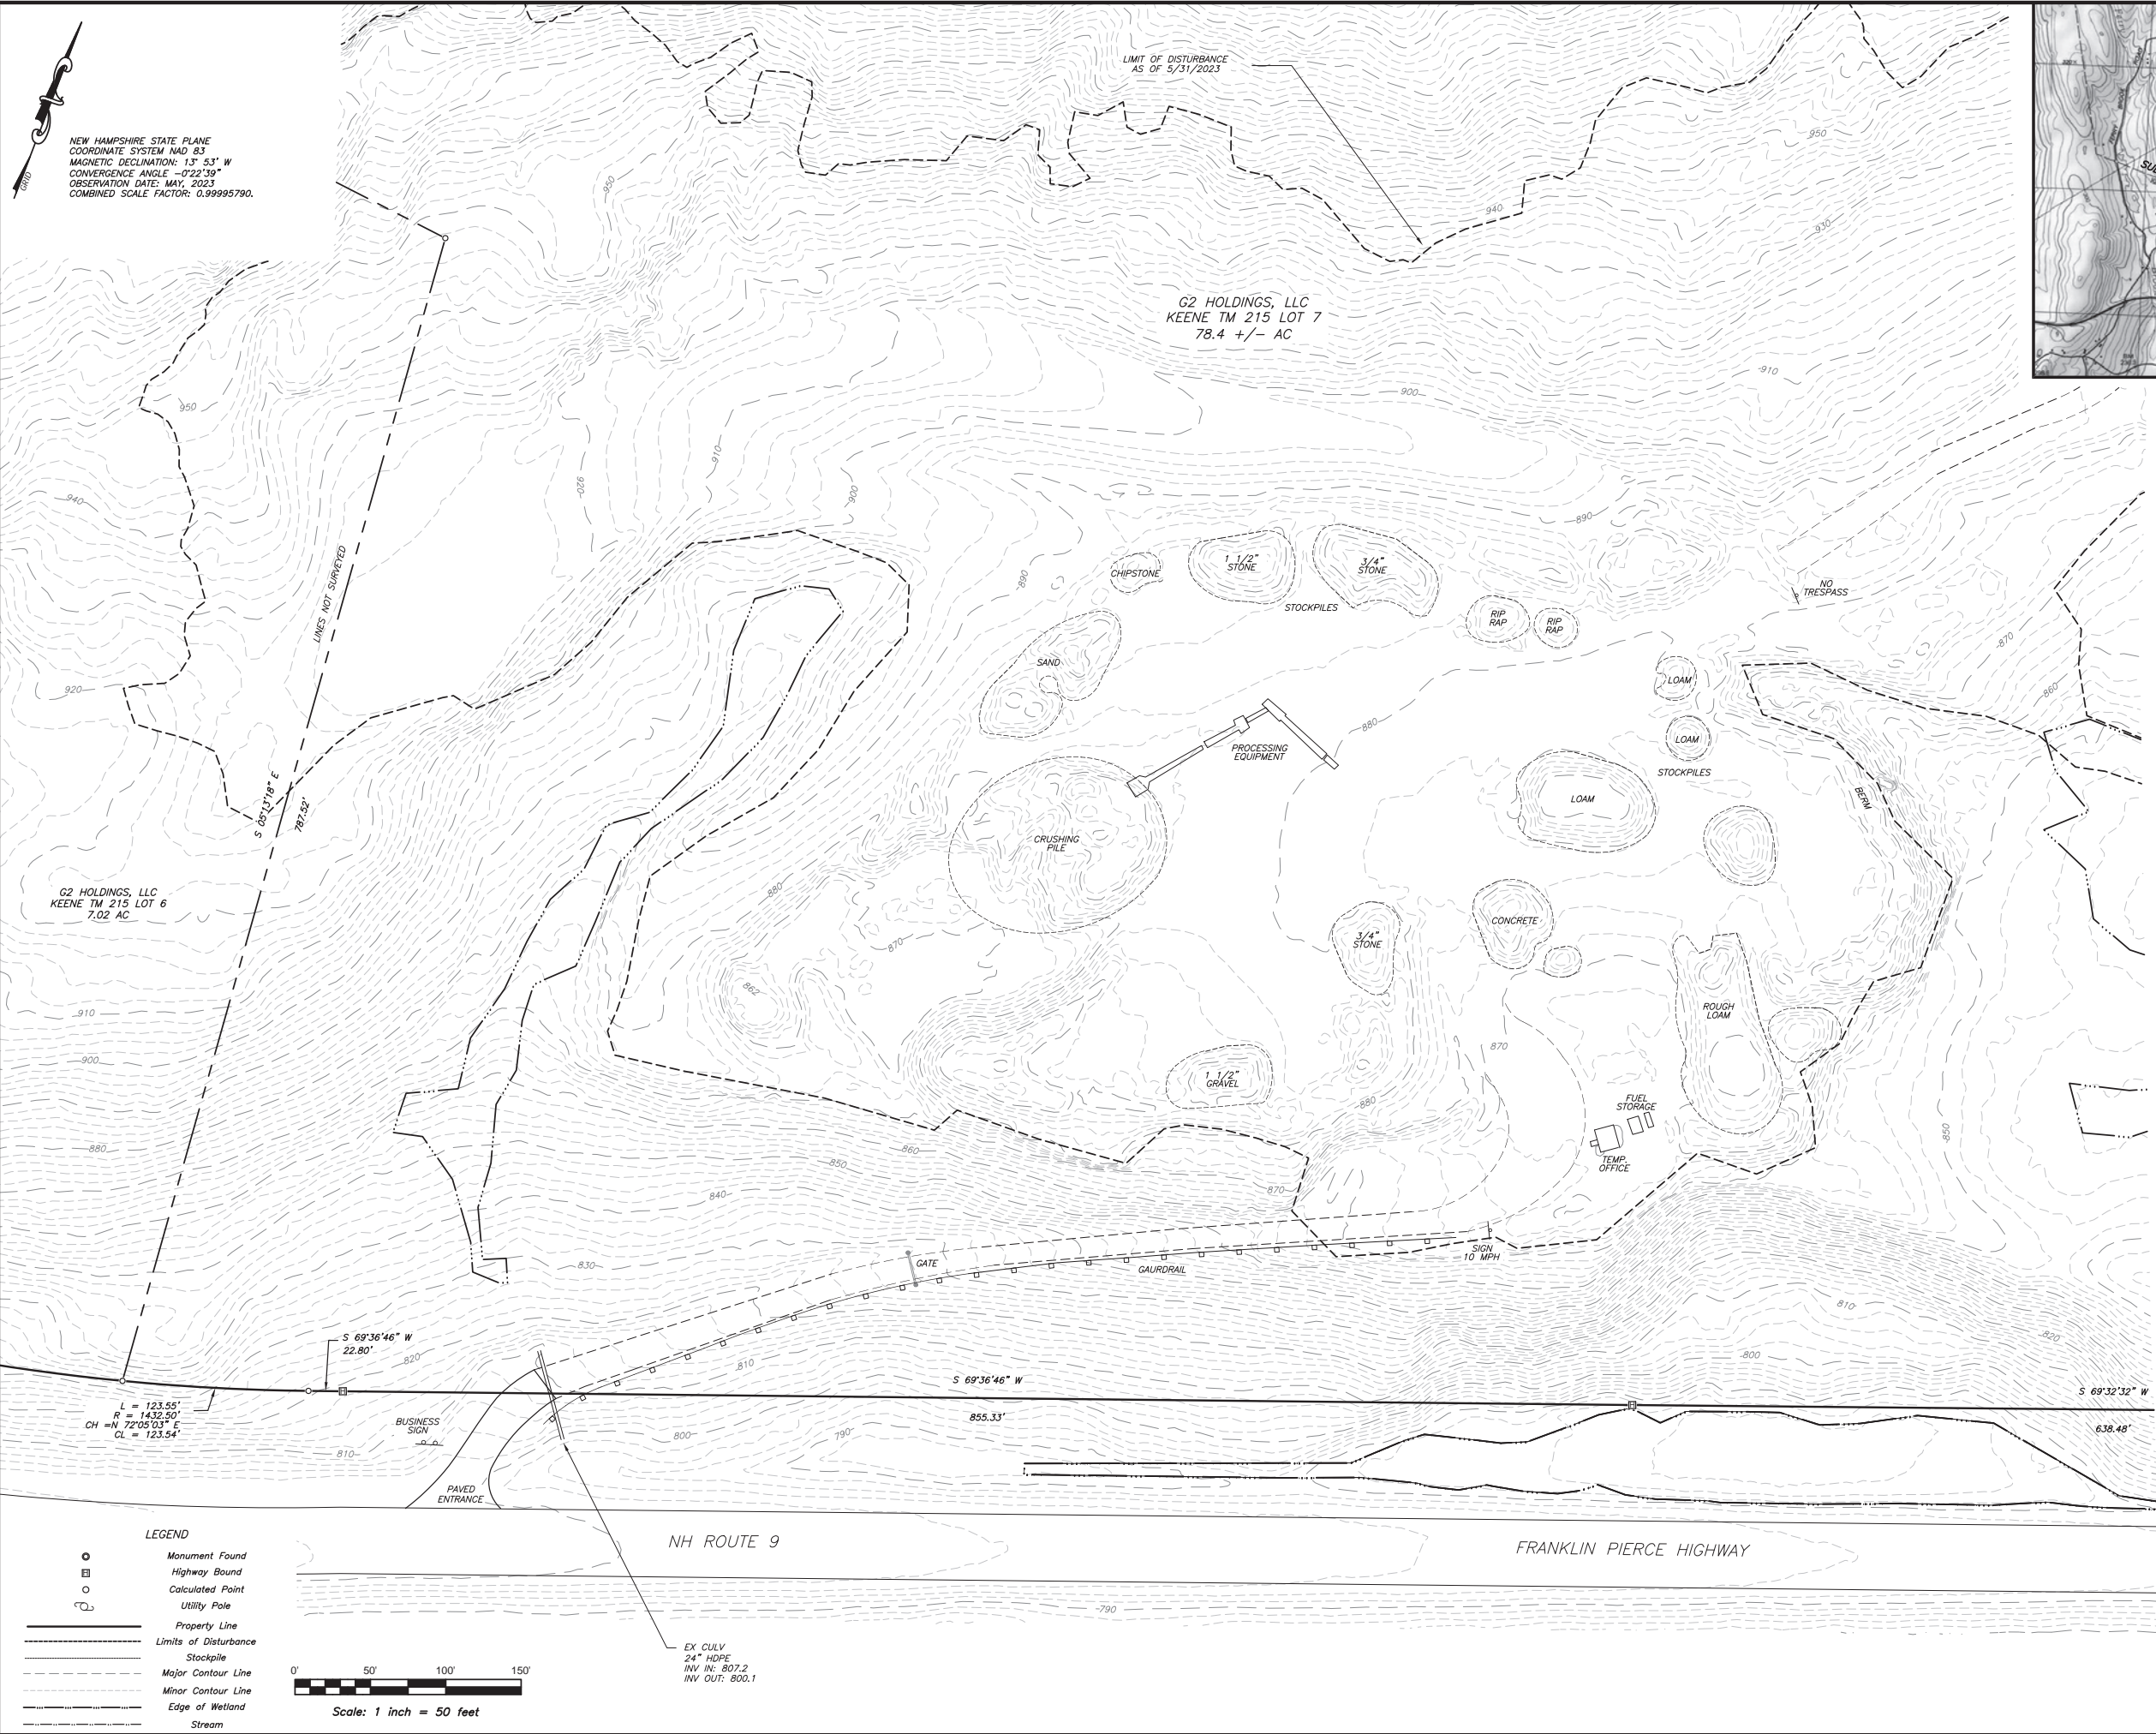 LIMIT OF DISTURBANCE
AS OF 5/31/2023
NEW HAMPSHIRE STATE PLANE
COORDINATE SYSTEM NAD 83
MAGNETIC DECLINATION: 13° 53' W
CONVERGENCE ANGLE -0°22'39"
OBSERVATION DATE: MAY, 2023
COMBINED SCALE FACTOR: 0.99995790.
GRID
950
950
940
930
G2 HOLDINGS, LLC
KEENE TM 215 LOT 7
78.4 +/- AC
910
900
950
910
920
900
940
890
890
LINES NOT SURVEYED
CHIPSTONE
1 1/2"
STONE
3/4"
STONE
STOCKPILES
RIP
RAP
RIP
RAP
NO
TRESPASS
870
860
SAND
LOAM
920
880
LOAM
PROCESSING
EQUIPMENT
STOCKPILES
LOAM
BERM
S 05°13'18" E
787.52'
CRUSHING
PILE
880
G2 HOLDINGS, LLC
KEENE TM 215 LOT 6
7.02 AC
CONCRETE
3/4"
STONE
870
862
910
ROUGH
LOAM
900
870
1 1/2"
GRAVEL
880
FUEL
STORAGE
850
880
860
850
TEMP.
OFFICE
840
870
GATE
830
GAURDRAIL
SIGN
10 MPH
810
820
S 69°36'46" W
22.80'
820
810
800
S 69°36'46" W
855.33'
S 69°32'32" W
638.48'
L = 123.55'
R = 1432.50'
CH =N 72°05'03" E
CL = 123.54'
BUSINESS
SIGN
810
800
790
PAVED
ENTRANCE
NH ROUTE 9
FRANKLIN PIERCE HIGHWAY
790
LEGEND
Monument Found
Highway Bound
Calculated Point
Utility Pole
Property Line
Limits of Disturbance
Stockpile
Major Contour Line
Minor Contour Line
Edge of Wetland
Stream
0' 50' 100' 150'
Scale: 1 inch = 50 feet
EX CULV
24" HDPE
INV IN: 807.2
INV OUT: 800.1